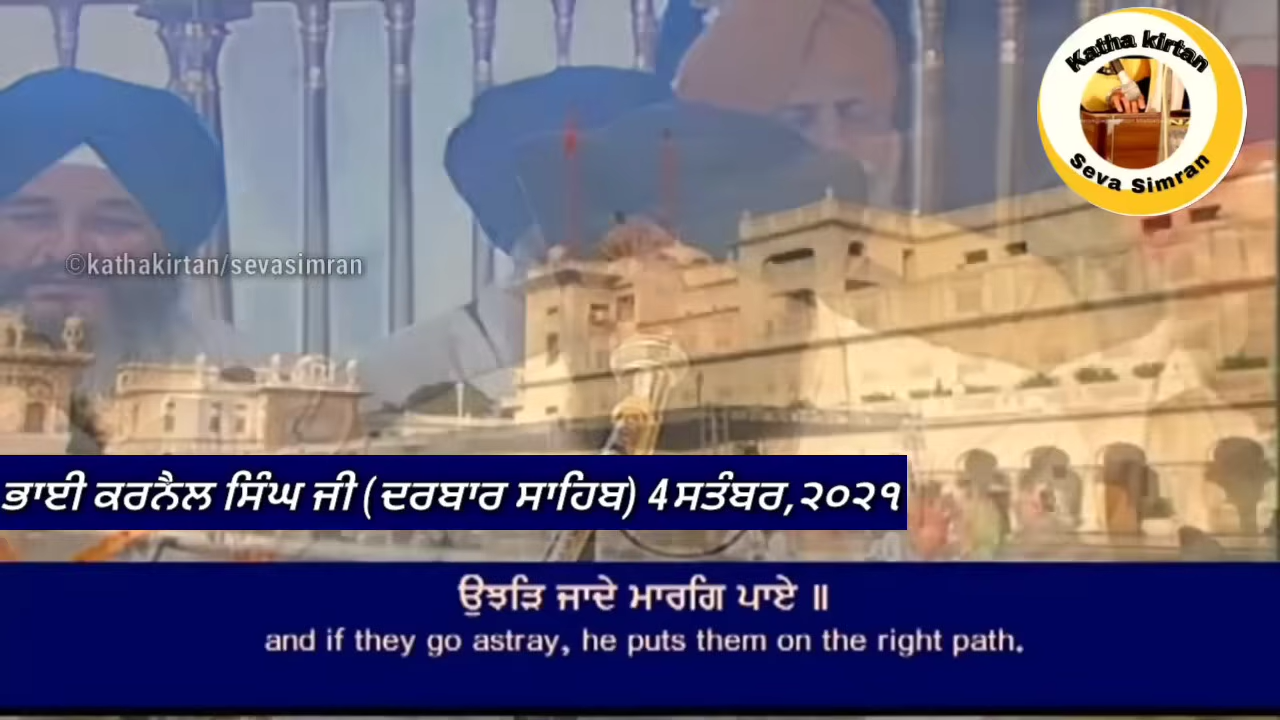 Katha kirtan
Seva Simran
©kathakirtan/sevasimran
ਭਾਈ ਕਰਨੈਲ ਸਿੰਘ ਜੀ (ਦਰਬਾਰ ਸਾਹਿਬ) 4 ਸਤੰਬਰ,੨੦੨੧
ਉਝੜਿ ਜਾਦੇ ਮਾਰਗਿ ਪਾਏ ॥
and if they go astray, he puts them on the right path.